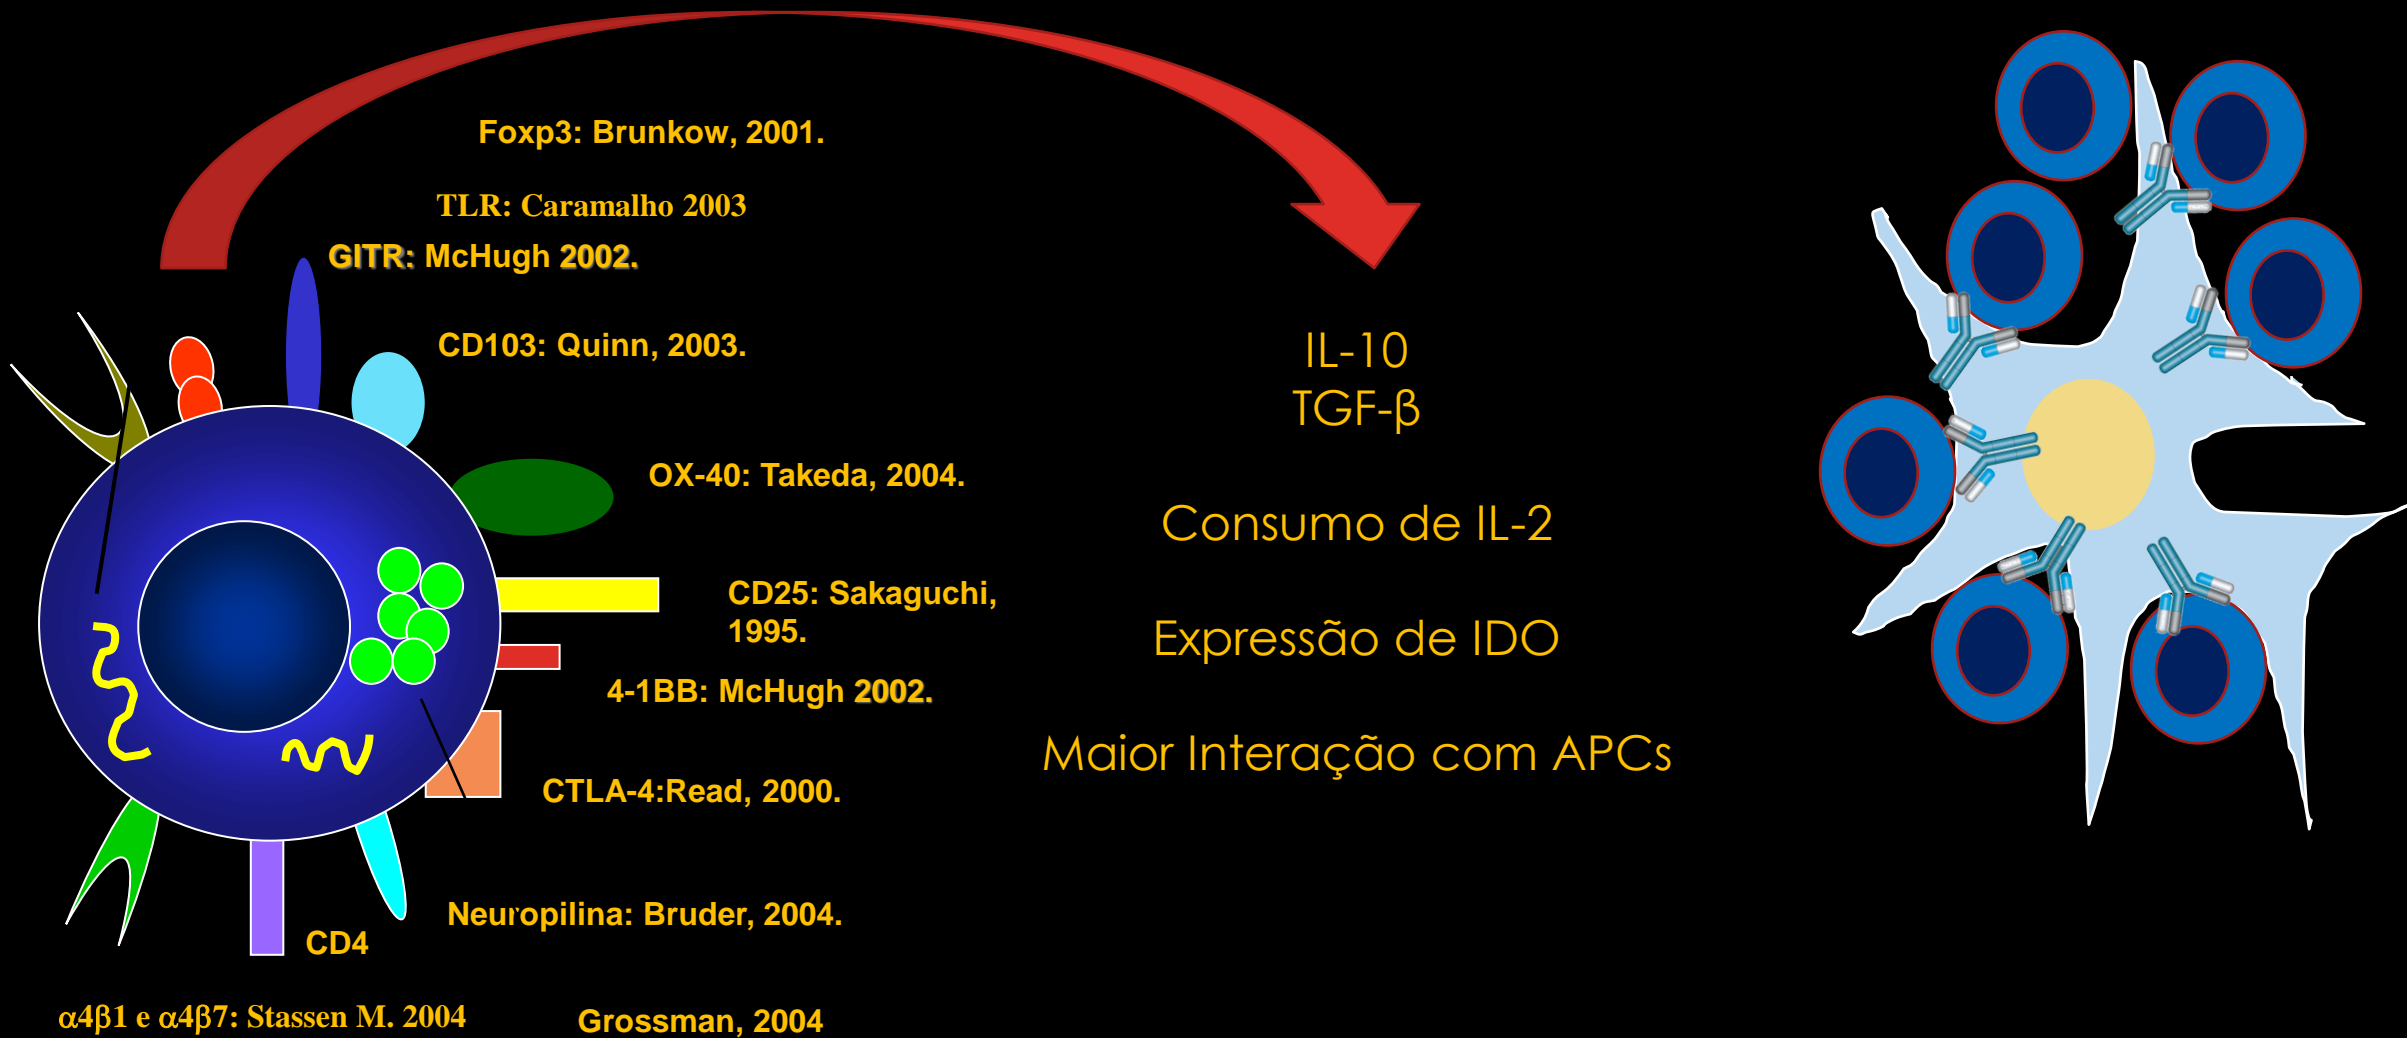 Foxp3: Brunkow, 2001.
TLR: Caramalho 2003
GITR: McHugh 2002.
CD103: Quinn, 2003.
OX-40: Takeda, 2004.
CD25: Sakaguchi,
1995.
4-1BB: McHugh 2002.
CTLA-4:Read, 2000.
Neuropilina: Bruder, 2004.
CD4
α4β1 e α4β7: Stassen M. 2004
Grossman, 2004
IL-10
TGF-β
Consumo de IL-2
Expressão de IDO
Maior Interação com APCs